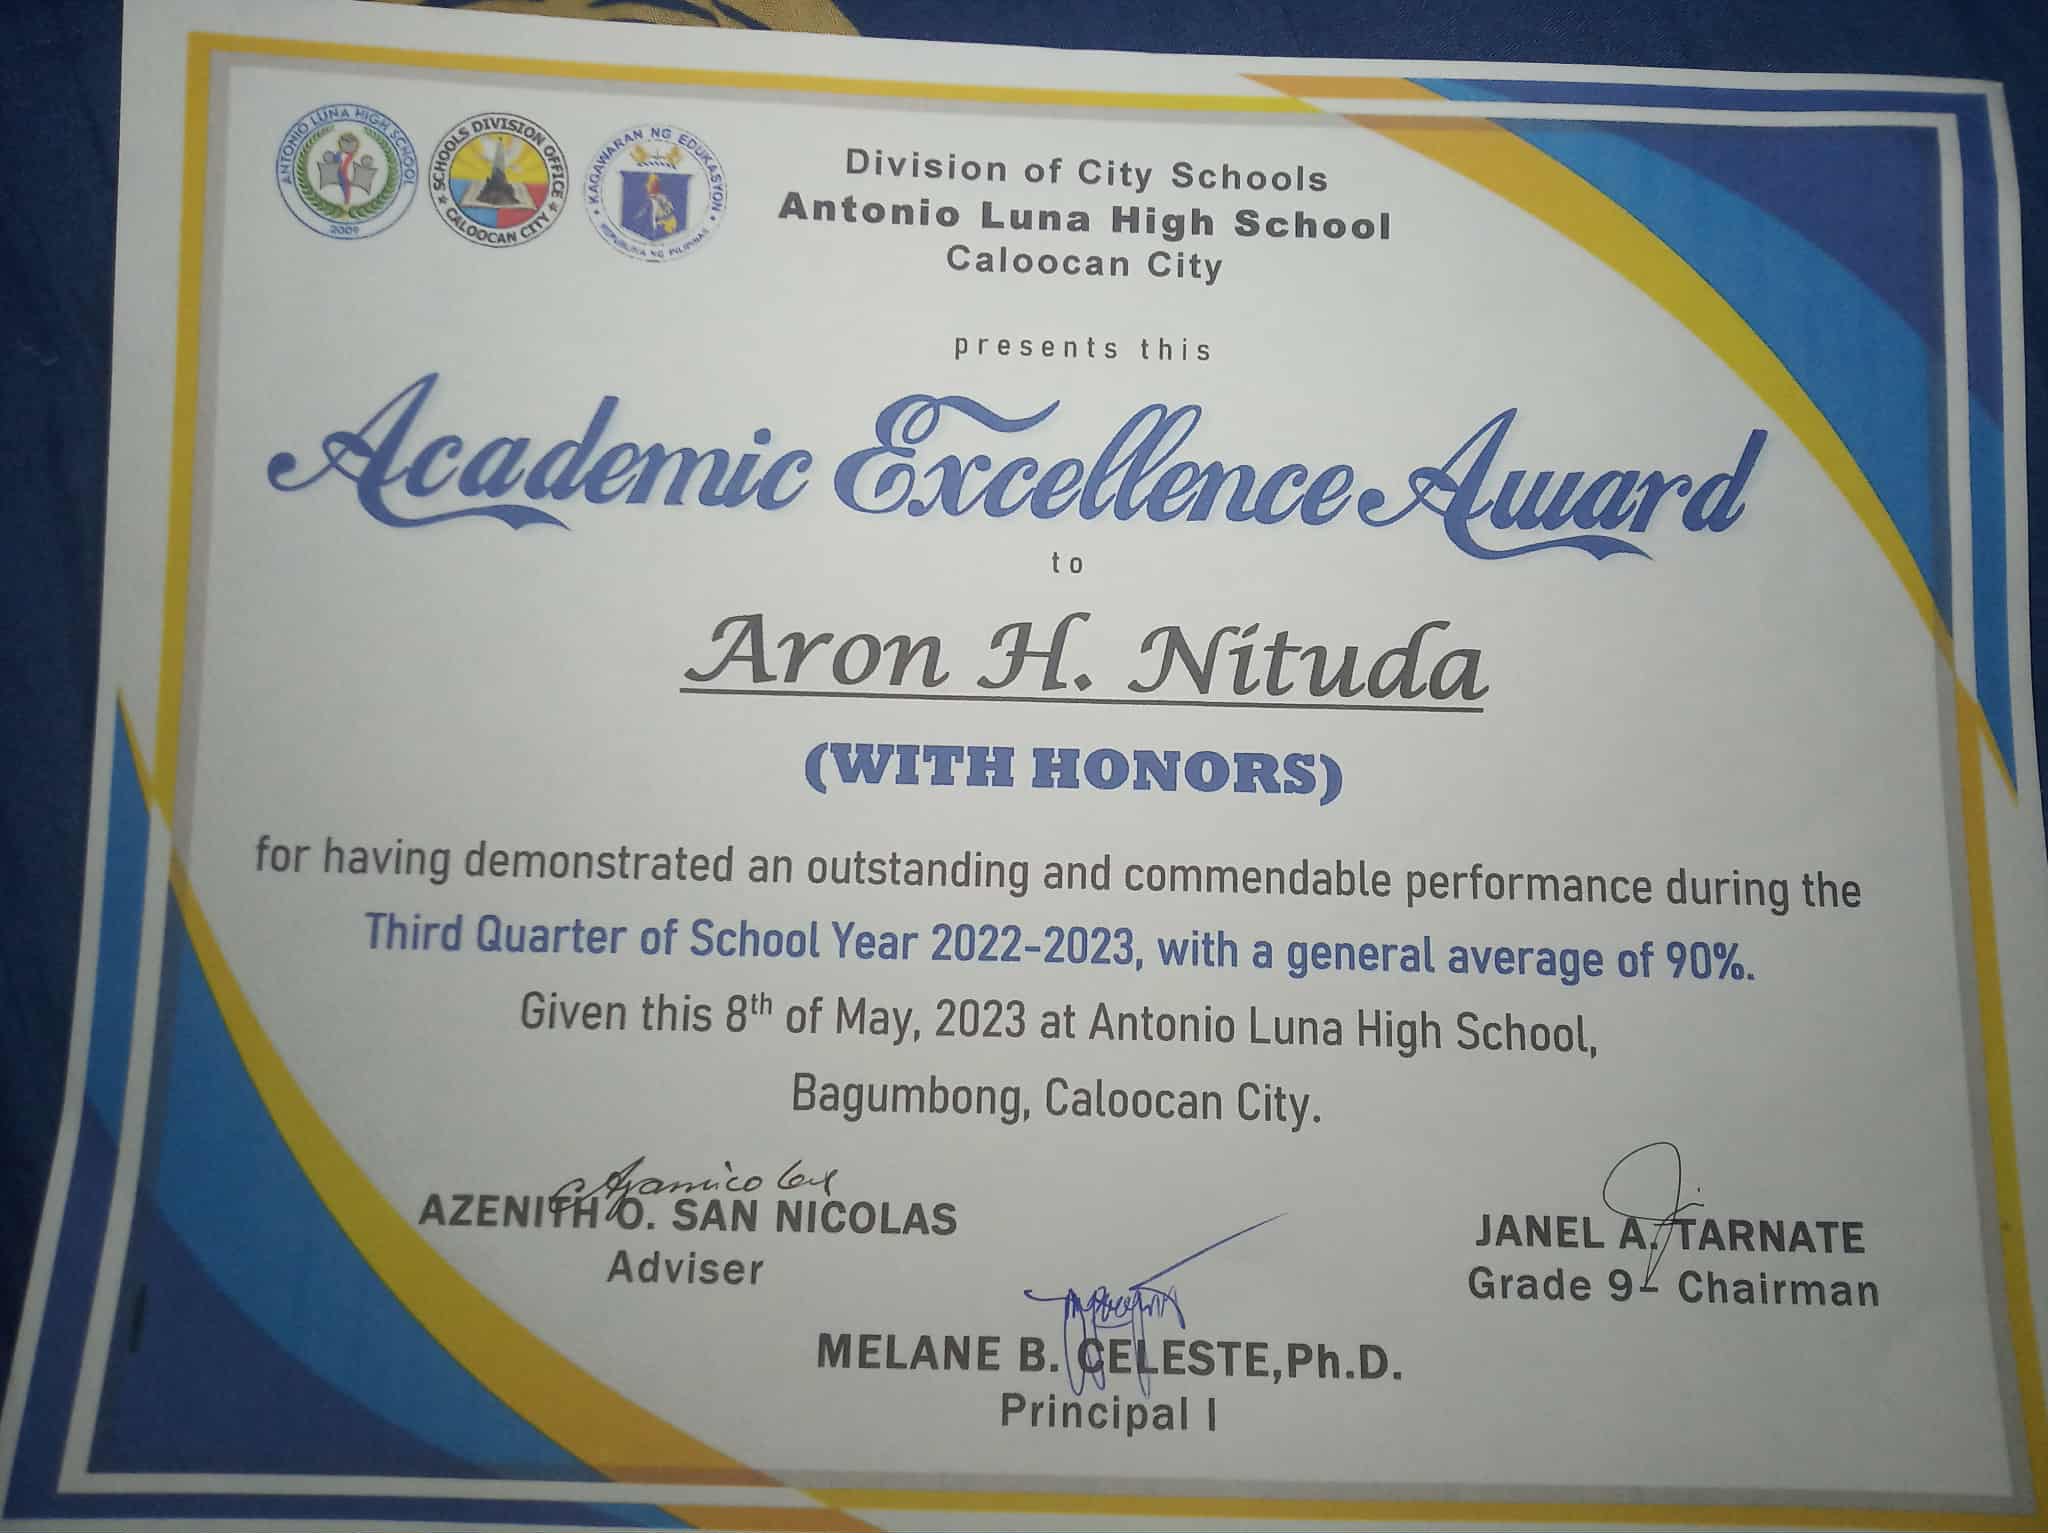 ANTONIO LUNA HIGH SCHOOL
2009
SCHOOLS DIVISION OFFICE
CALOOCAN CITY
KAGAWARAN NG EDUKASYON
REPUBLIKA NG PILIPINAS
Division of City Schools
Antonio Luna High School
Caloocan City
presents this
Academic Excellence Award
to
Aron H. Nituda
(WITH HONORS)
for having demonstrated an outstanding and commendable performance during the
Third Quarter of School Year 2022-2023, with a general average of 90%.
Given this 8th of May, 2023 at Antonio Luna High School,
Bagumbong, Caloocan City.
AZENITH O. SAN NICOLAS
Adviser
JANEL A. TARNATE
Grade 9- Chairman
MELANE B. CELESTE,Ph.D.
Principal I